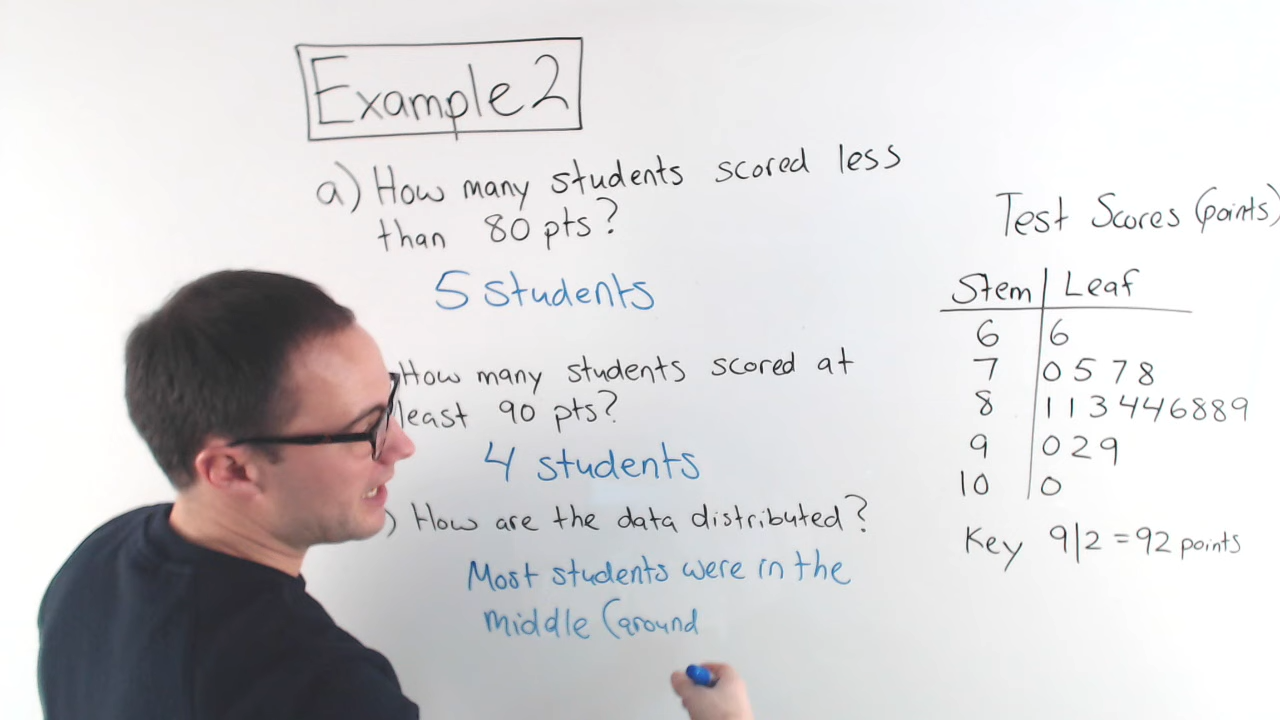 Example 2
a) How many students scored less
than 80 pts?
5 students
How many students scored at
least 90 pts?
4 students
) How are the data distributed?
Most students were in the
middle (around
Test Scores (points)
Stem | Leaf
6 | 6
7 | 0 5 7 8
8 | 1 1 3 4 4 6 8 8 9
9 | 0 2 9
10 | 0
Key 9|2 = 92 points